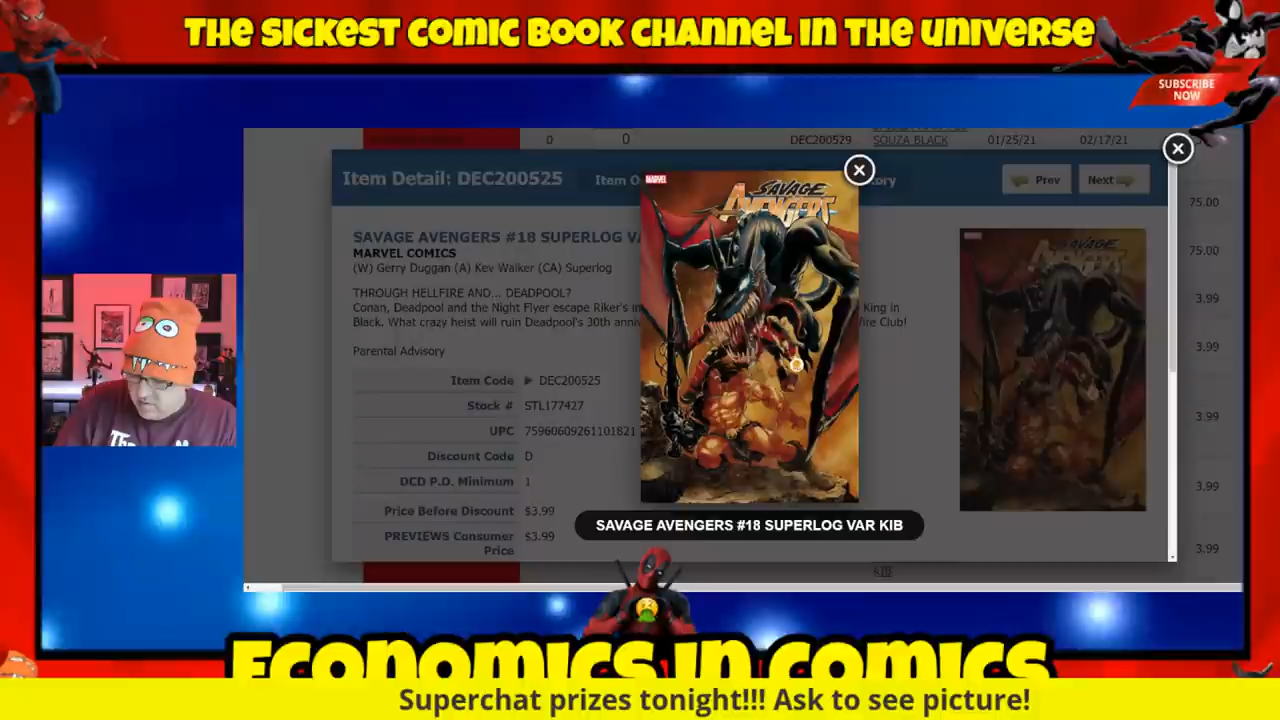 THE SICKEST COMIC BOOK CHANNEL IN THE UNIVERSE
SUBSCRIBE
NOW
0 0 DEC200529 SOUZA BLACK 01/25/21 02/17/21
Item Detail: DEC200525
Prev
Next
MARVEL
SAVAGE
AVENGERS
75.00
75.00
3.99
3.99
3.99
3.99
3.99
SAVAGE AVENGERS #18 SUPERLOG
MARVEL COMICS
(W) Gerry Duggan (A) Kev Walker (CA) Superlog
THROUGH HELLFIRE AND... DEADPOOL?
Conan, Deadpool and the Night Flyer escape Riker's King in
Black. What crazy heist will ruin Deadpool's 30th Club!
Parental Advisory
Item Code DEC200525
Stock # STL177427
UPC 75960609261101821
Discount Code D
DCD P.O. Minimum 1
Price Before Discount $3.99
PREVIEWS Consumer $3.99
Price
SAVAGE AVENGERS #18 SUPERLOG VAR KIB
KIB
ECONOMICS IN COMICS
Superchat prizes tonight!!! Ask to see picture!